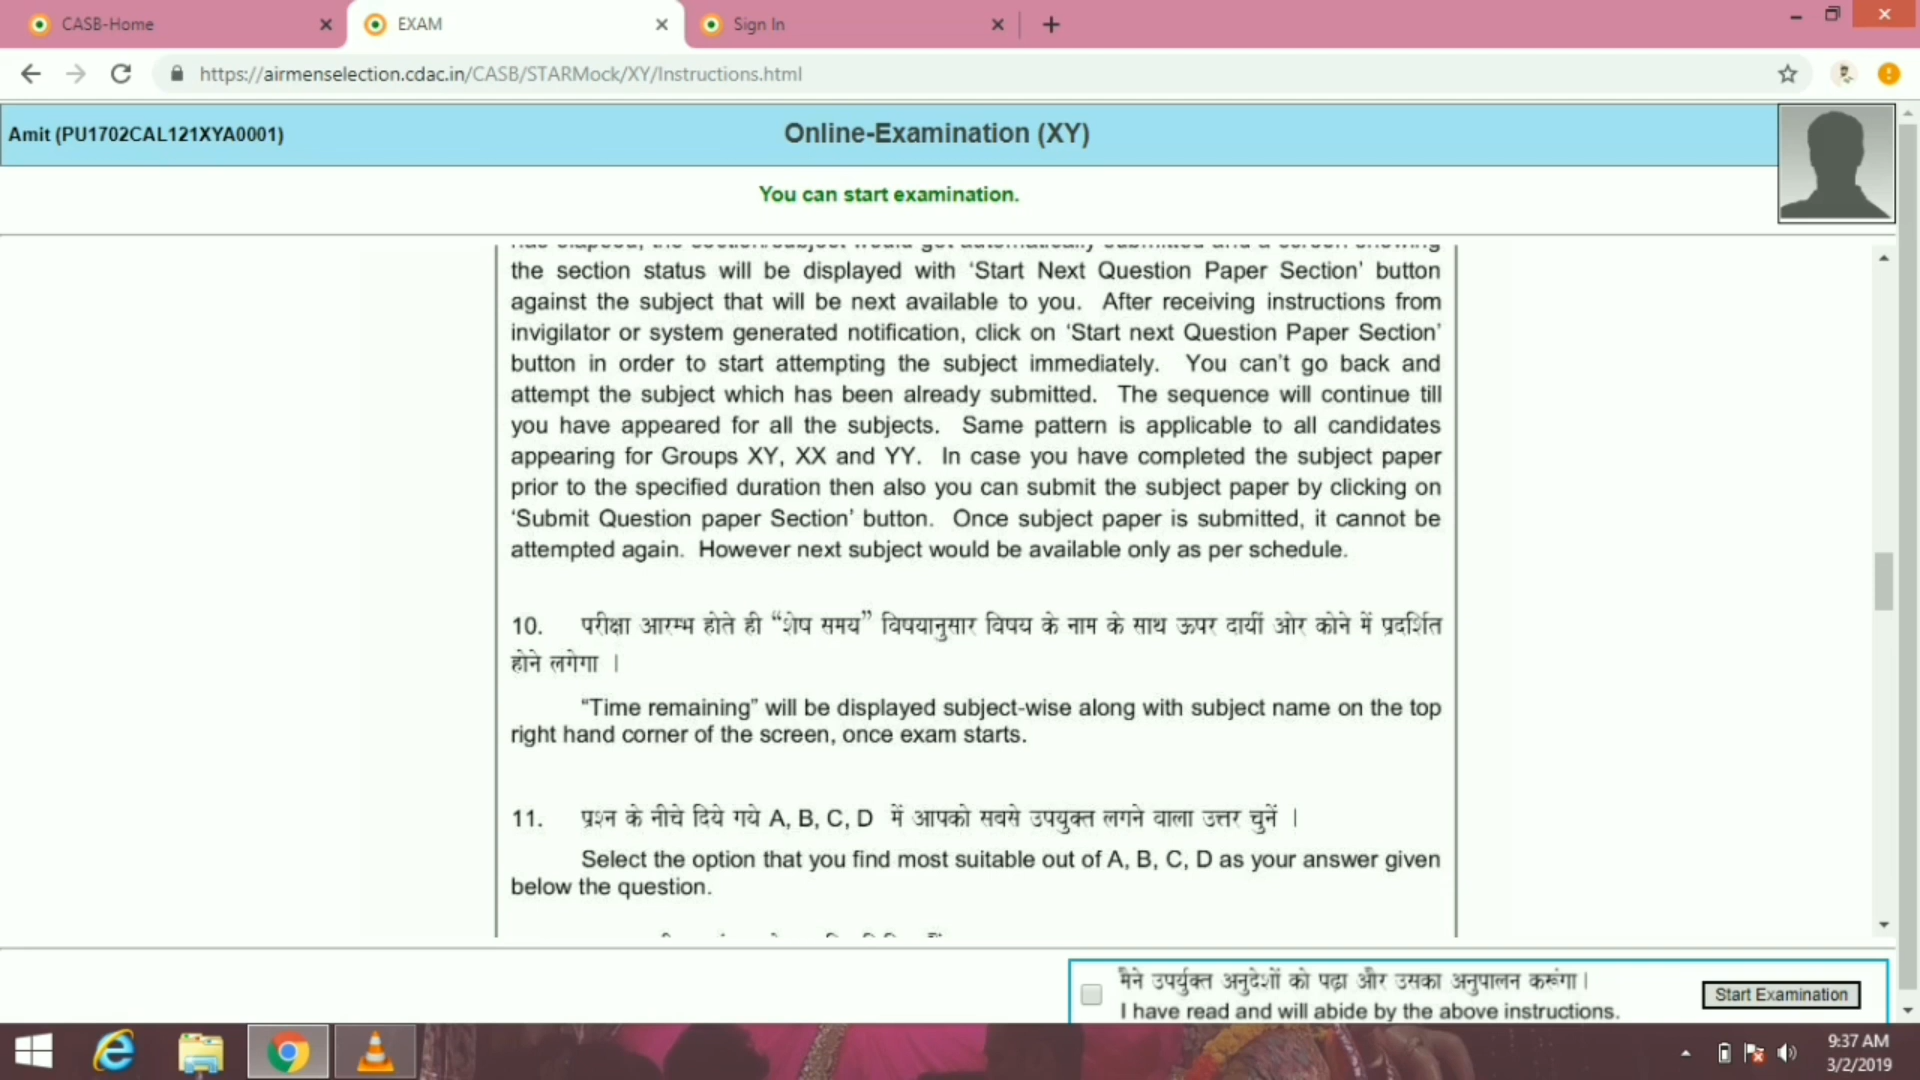 CASB-Home
EXAM
Sign In
https://airmenselection.cdac.in/CASB/STARMock/XY/Instructions.html
Amit (PU1702CAL121XYA0001)
Online-Examination (XY)
You can start examination.
has elapsed, the section/subject would get automatically submitted and a screen showing
the section status will be displayed with ‘Start Next Question Paper Section’ button
against the subject that will be next available to you. After receiving instructions from
invigilator or system generated notification, click on ‘Start next Question Paper Section’
button in order to start attempting the subject immediately. You can’t go back and
attempt the subject which has been already submitted. The sequence will continue till
you have appeared for all the subjects. Same pattern is applicable to all candidates
appearing for Groups XY, XX and YY. In case you have completed the subject paper
prior to the specified duration then also you can submit the subject paper by clicking on
‘Submit Question paper Section’ button. Once subject paper is submitted, it cannot be
attempted again. However next subject would be available only as per schedule.
10. परीक्षा आरम्भ होते ही “शेष समय” विषयानुसार विषय के नाम के साथ ऊपर दायीं ओर कोने में प्रदर्शित
होने लगेगा ।
“Time remaining” will be displayed subject-wise along with subject name on the top
right hand corner of the screen, once exam starts.
11. प्रश्न के नीचे दिये गये A, B, C, D में आपको सबसे उपयुक्त लगने वाला उत्तर चुनें ।
Select the option that you find most suitable out of A, B, C, D as your answer given
below the question.
मैने उपर्युक्त अनुदेशों को पढ़ा और उसका अनुपालन करूंगा।
I have read and will abide by the above instructions.
Start Examination
9:37 AM
3/2/2019